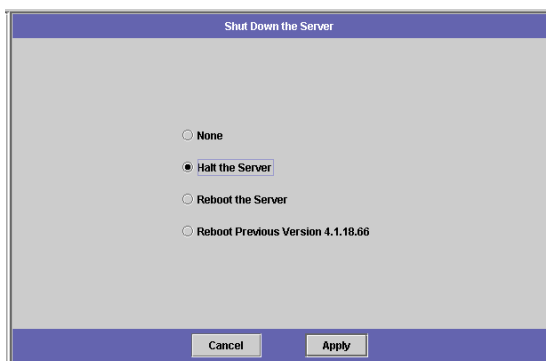 Shut Down the Server
None
Halt the Server
Reboot the Server
Reboot Previous Version 4.1.18.66
Cancel Apply